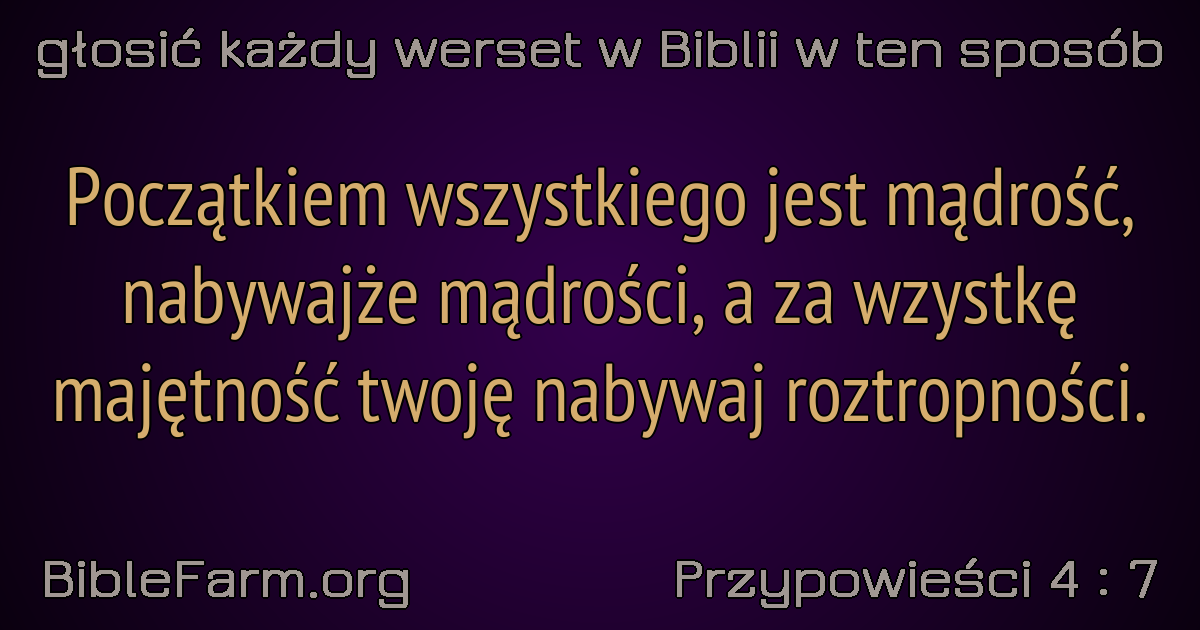 głosić każdy werset w Biblii w ten sposób
Początkiem wszystkiego jest mądrość,
nabywajże mądrości, a za wzystkę
majętność twoję nabywaj roztropności.
BibleFarm.org
Przypowieści 4 : 7